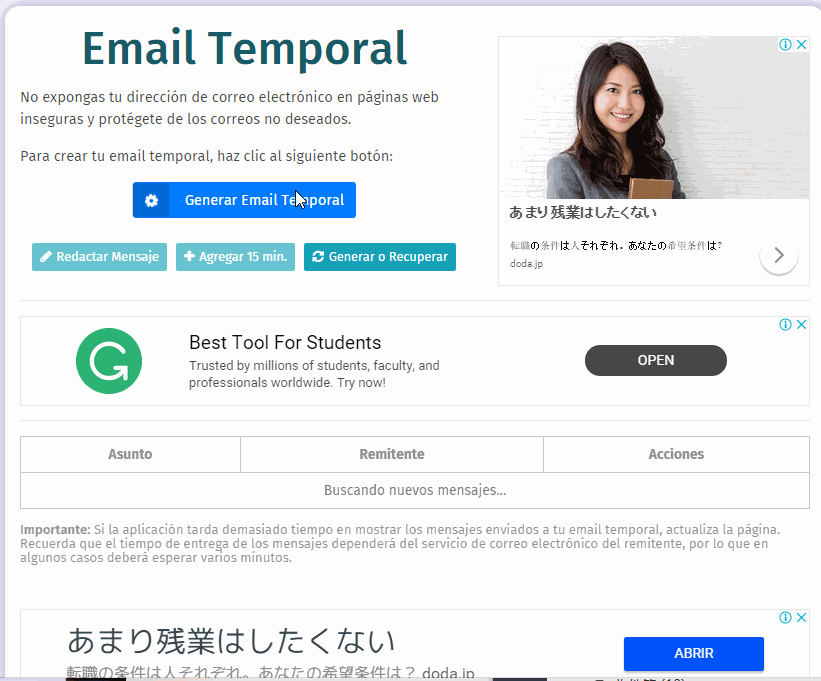 Email Temporal
No expongas tu dirección de correo electrónico en páginas web
inseguras y protégete de los correos no deseados.
Para crear tu email temporal, haz clic al siguiente botón:
Generar Email Temporal
Redactar Mensaje
Agregar 15 min.
Generar o Recuperar
あまり残業はしたくない
転職の条件は人それぞれ。あなたの希望条件は?
doda.jp
Best Tool For Students
Trusted by millions of students, faculty, and
professionals worldwide. Try now!
OPEN
Asunto Remitente Acciones
Buscando nuevos mensajes...
Importante: Si la aplicación tarda demasiado tiempo en mostrar los mensajes enviados a tu email temporal, actualiza la página.
Recuerda que el tiempo de entrega de los mensajes dependerá del servicio de correo electrónico del remitente, por lo que en
algunos casos deberá esperar varios minutos.
あまり残業はしたくない
転職の条件は人それぞれ。あなたの希望条件は? doda.jp
ABRIR